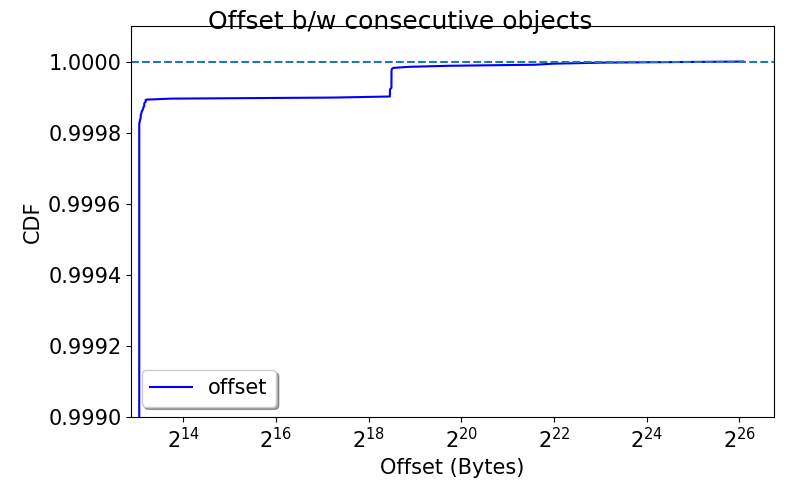 Offset b/w consecutive objects
CDF
1.0000
0.9998
0.9996
0.9994
0.9992
0.9990
offset
2^14 2^16 2^18 2^20 2^22 2^24 2^26
Offset (Bytes)